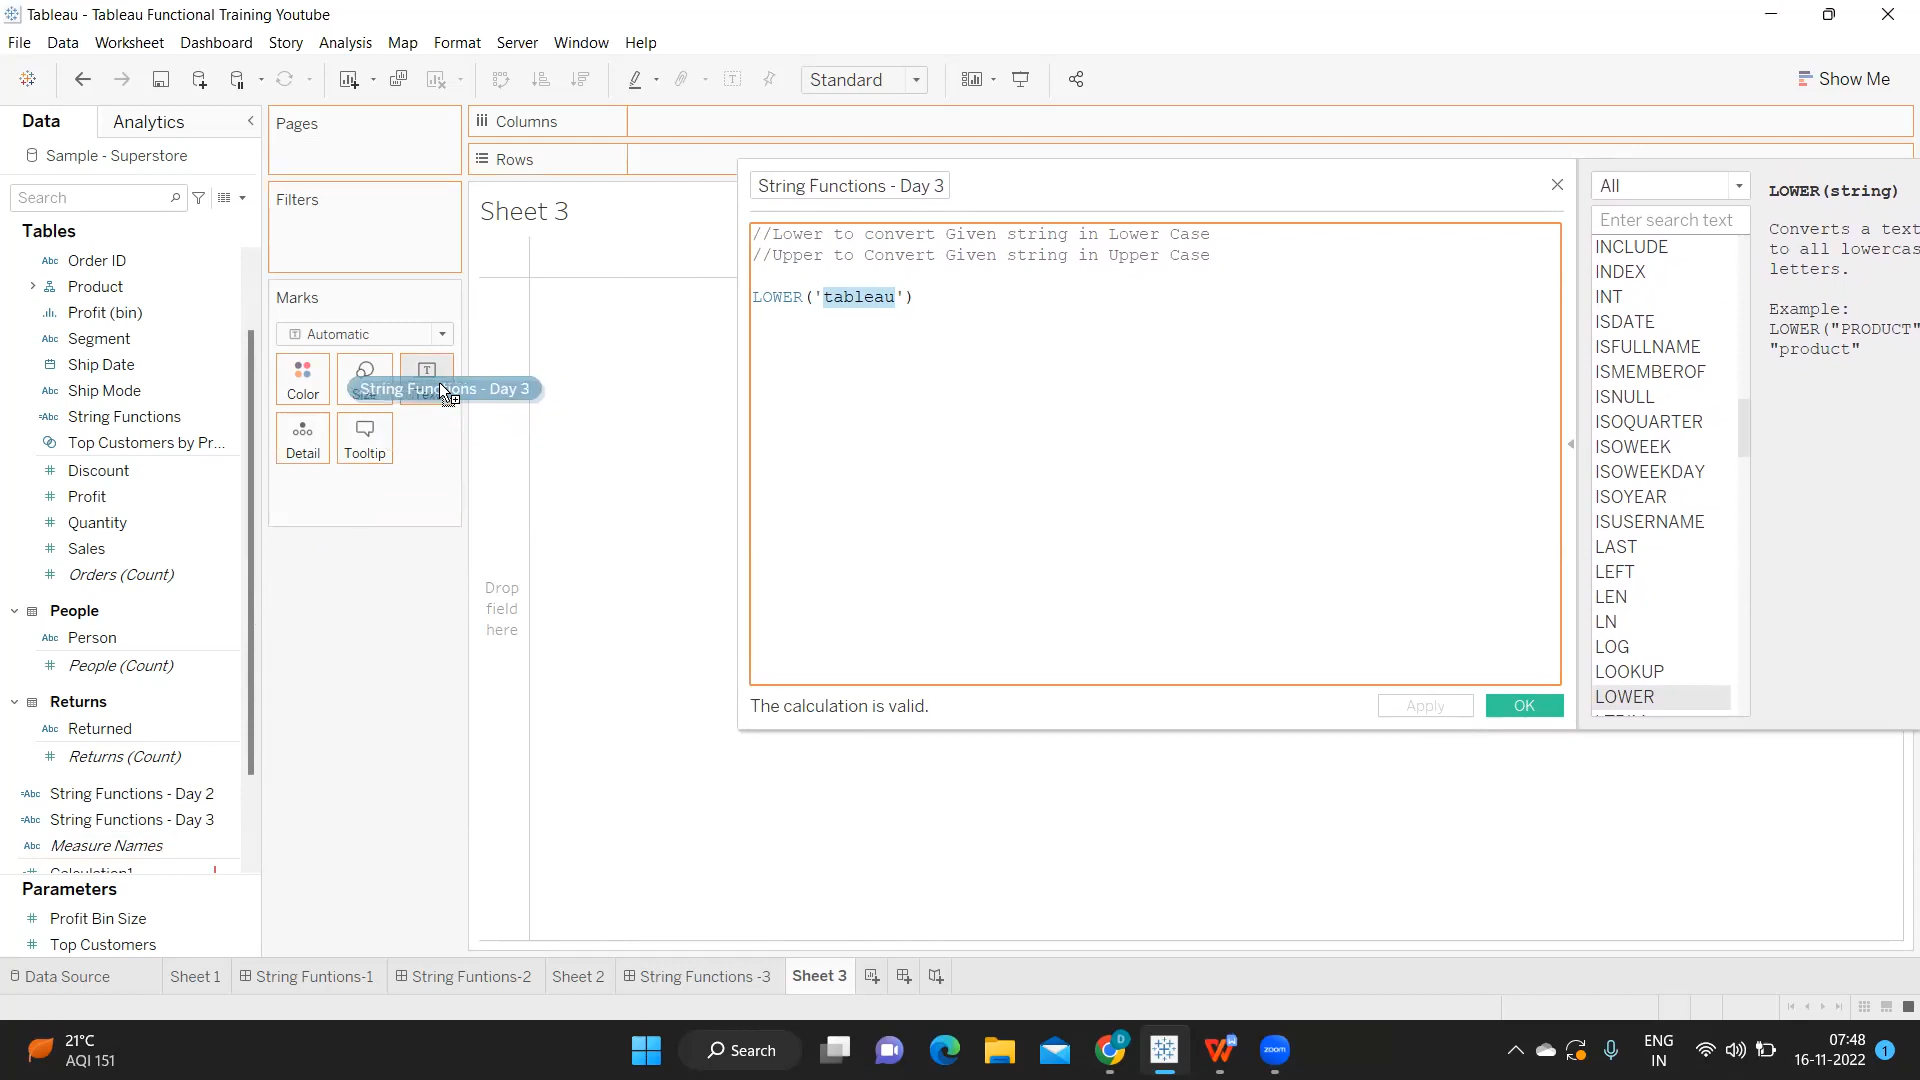 Tableau - Tableau Functional Training Youtube
File Data Worksheet Dashboard Story Analysis Map Format Server Window Help
Standard
Show Me
Data
Analytics
Sample - Superstore
Search
Tables
Order ID
Product
Profit (bin)
Segment
Ship Date
Ship Mode
String Functions
Top Customers by Pr...
Discount
Profit
Quantity
Sales
Orders (Count)
People
Person
People (Count)
Returns
Returned
Returns (Count)
String Functions - Day 2
String Functions - Day 3
Measure Names
Calculation1
Parameters
Profit Bin Size
Top Customers
Pages
Filters
Marks
Automatic
Color
String Functions - Day 3
Detail
Tooltip
Columns
Rows
Sheet 3
Drop
field
here
String Functions - Day 3
//Lower to convert Given string in Lower Case
//Upper to Convert Given string in Upper Case
LOWER('tableau')
The calculation is valid.
Apply
OK
All
Enter search text
INCLUDE
INDEX
INT
ISDATE
ISFULLNAME
ISMEMBEROF
ISNULL
ISOQUARTER
ISOWEEK
ISOWEEKDAY
ISOYEAR
ISUSERNAME
LAST
LEFT
LEN
LN
LOG
LOOKUP
LOWER
LOWER(string)
Converts a text
to all lowercas
letters.
Example:
LOWER("PRODUCT"
"product"
Data Source
Sheet 1
String Funtions-1
String Funtions-2
Sheet 2
String Functions -3
Sheet 3
21°C
AQI 151
Search
zoom
ENG
IN
07:48
16-11-2022
1